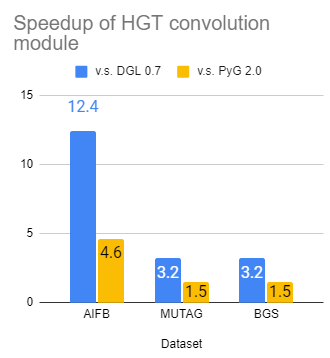 Speedup of HGT convolution
module
v.s. DGL 0.7 v.s. PyG 2.0
15
12.4
10
5
4.6
3.2
1.5
3.2
1.5
0
AIFB MUTAG BGS
Dataset